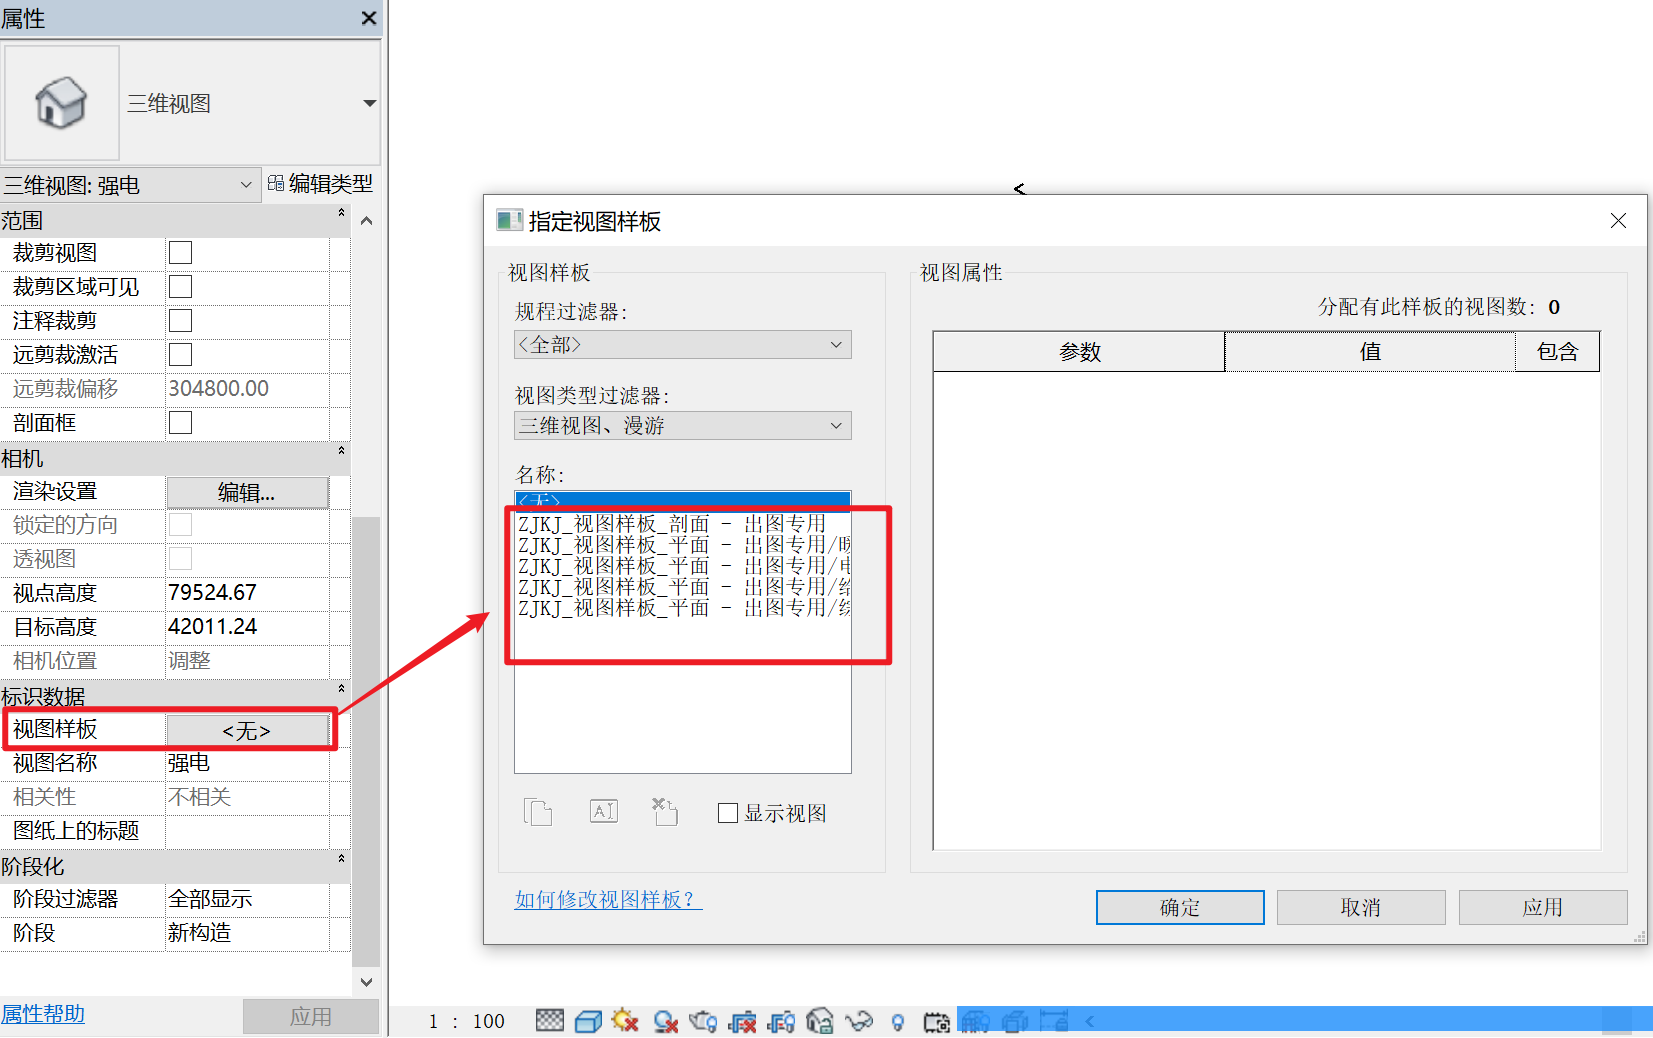 属性
三维视图
三维视图: 强电
编辑类型
范围
裁剪视图
裁剪区域可见
注释裁剪
远剪裁激活
远剪裁偏移 304800.00
剖面框
相机
渲染设置 编辑...
锁定的方向
透视图
视点高度 79524.67
目标高度 42011.24
相机位置 调整
标识数据
视图样板 <无>
视图名称 强电
相关性 不相关
图纸上的标题
阶段化
阶段过滤器 全部显示
阶段 新构造
属性帮助 应用
指定视图样板
视图样板
规程过滤器:
<全部>
视图类型过滤器:
三维视图、漫游
名称:
<无>
ZJKJ_视图样板_剖面 - 出图专用
ZJKJ_视图样板_平面 - 出图专用/暖
ZJKJ_视图样板_平面 - 出图专用/电
ZJKJ_视图样板_平面 - 出图专用/给
ZJKJ_视图样板_平面 - 出图专用/综
显示视图
如何修改视图样板?
视图属性
分配有此样板的视图数: 0
参数 值 包含
确定 取消 应用
1 : 100